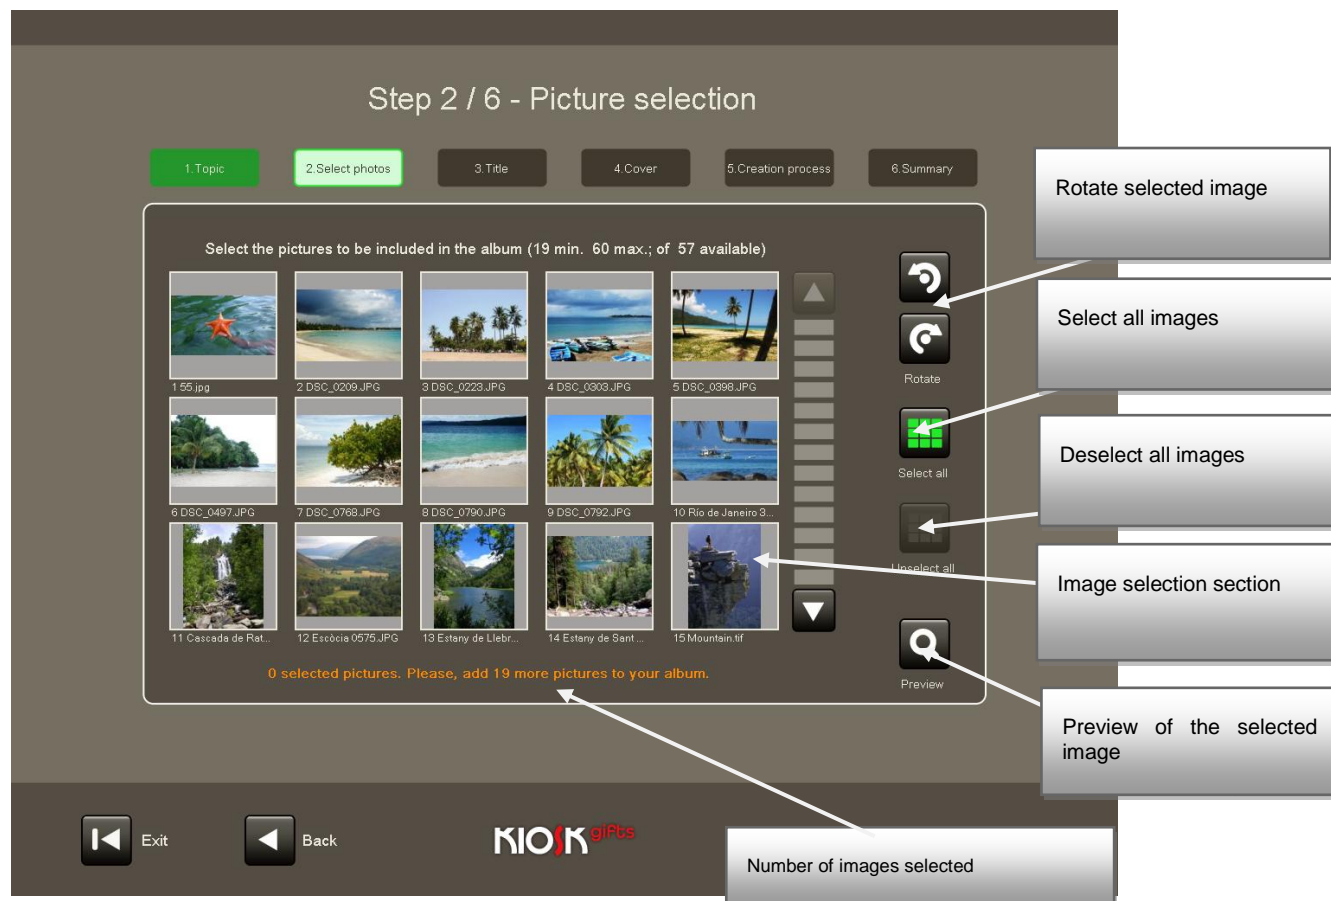 Step 2 / 6 - Picture selection
1.Topic
2.Select photos
3.Title
4.Cover
5.Creation process
6.Summary
Select the pictures to be included in the album (19 min. 60 max.; of 57 available)
1 55.jpg
2 DSC_0209.JPG
3 DSC_0223.JPG
4 DSC_0303.JPG
5 DSC_0398.JPG
6 DSC_0497.JPG
7 DSC_0768.JPG
8 DSC_0790.JPG
9 DSC_0792.JPG
10 Río de Janeiro 3...
11 Cascada de Rat...
12 Escòcia 0575.JPG
13 Estany de Llebr...
14 Estany de Sant ...
15 Mountain.tif
0 selected pictures. Please, add 19 more pictures to your album.
Rotate
Select all
Unselect all
Preview
Rotate selected image
Select all images
Deselect all images
Image selection section
Preview of the selected
image
Number of images selected
Exit
Back
KIOSK gifts